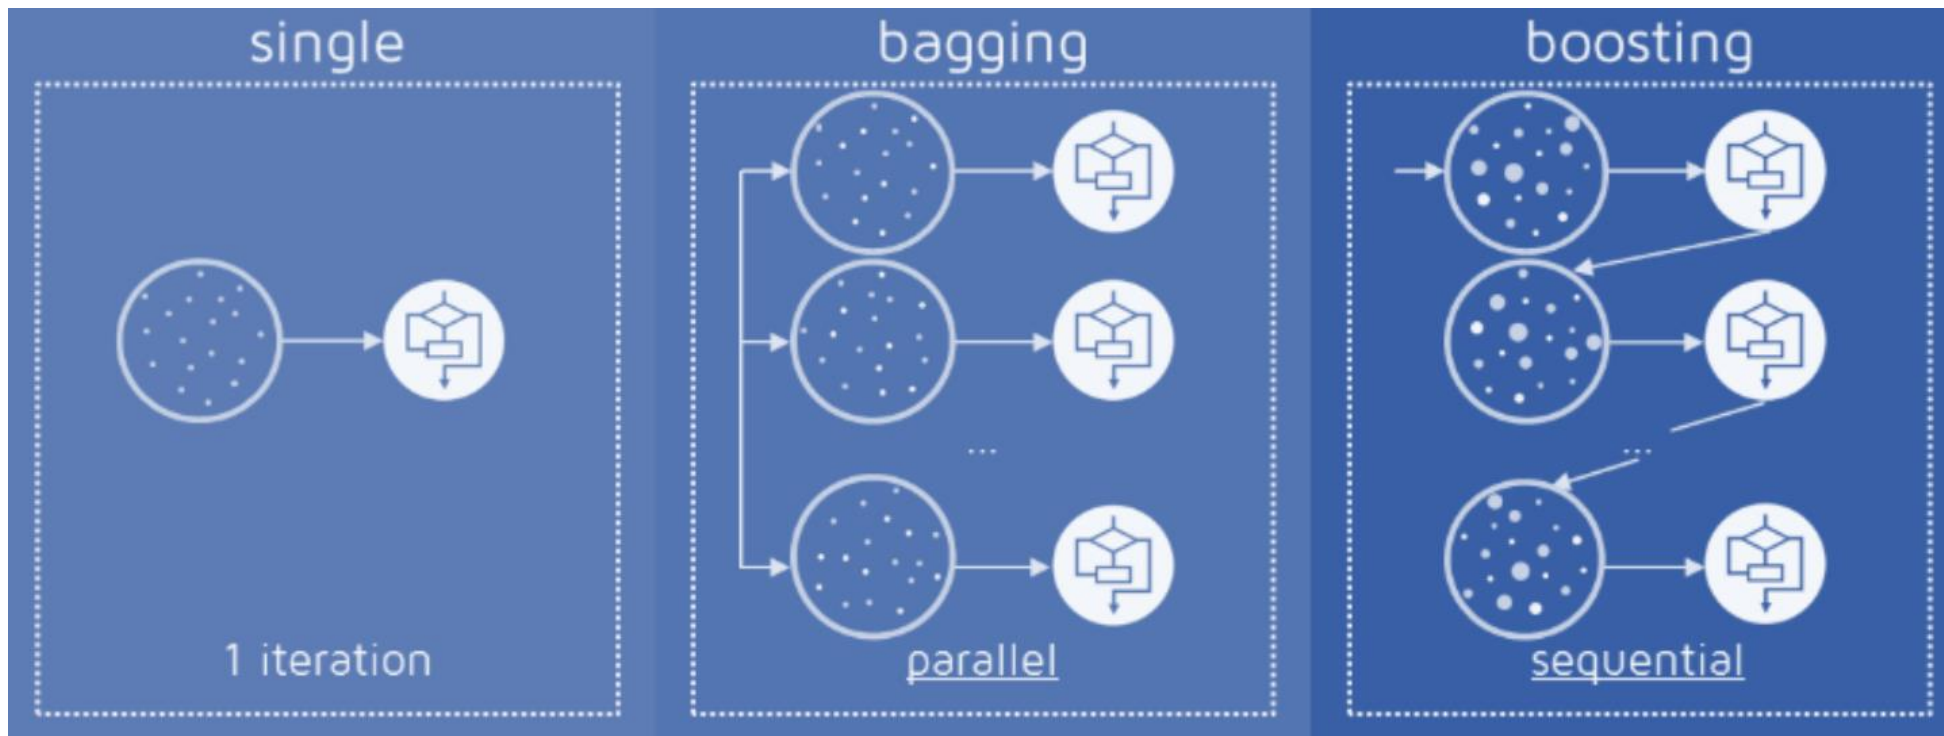 single
1 iteration
bagging
...
parallel
boosting
...
sequential